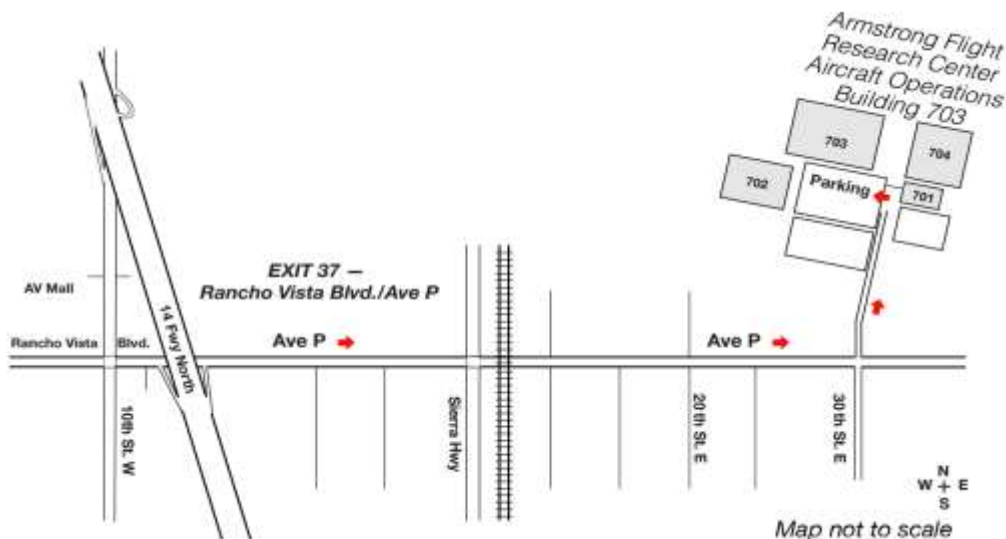 Armstrong Flight
Research Center
Aircraft Operations
Building 703
703
704
702
Parking
701
EXIT 37 –
Rancho Vista Blvd./Ave P
AV Mall
14 Fwy North
Rancho Vista Blvd.
Ave P
Ave P
10th St. W
Sierra Hwy
20 th St. E
30 th St. E
N
W E
S
Map not to scale